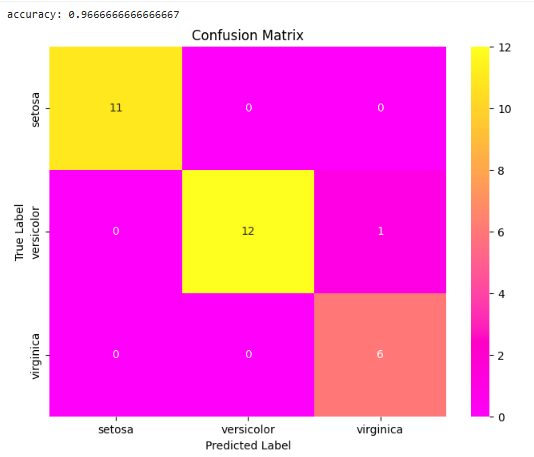 accuracy: 0.9666666666666667
Confusion Matrix
setosa
11 0 0
versicolor
0 12 1
virginica
0 0 6
True Label
setosa versicolor virginica
Predicted Label
12
10
8
6
4
2
0